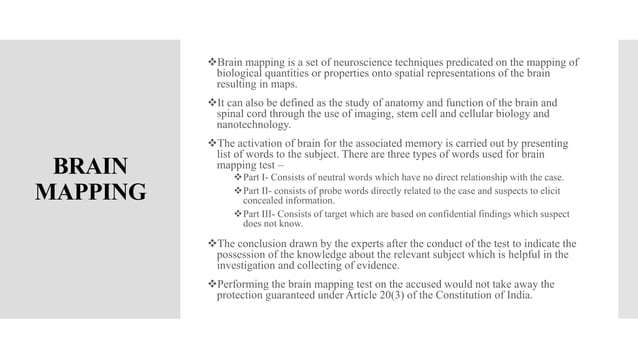 BRAIN
MAPPING
❖Brain mapping is a set of neuroscience techniques predicated on the mapping of
biological quantities or properties onto spatial representations of the brain
resulting in maps.
❖It can also be defined as the study of anatomy and function of the brain and
spinal cord through the use of imaging, stem cell and cellular biology and
nanotechnology.
❖The activation of brain for the associated memory is carried out by presenting
list of words to the subject. There are three types of words used for brain
mapping test –
❖Part I- Consists of neutral words which have no direct relationship with the case.
❖Part II- consists of probe words directly related to the case and suspects to elicit
concealed information.
❖Part III- Consists of target which are based on confidential findings which suspect
does not know.
❖The conclusion drawn by the experts after the conduct of the test to indicate the
possession of the knowledge about the relevant subject which is helpful in the
investigation and collecting of evidence.
❖Performing the brain mapping test on the accused would not take away the
protection guaranteed under Article 20(3) of the Constitution of India.